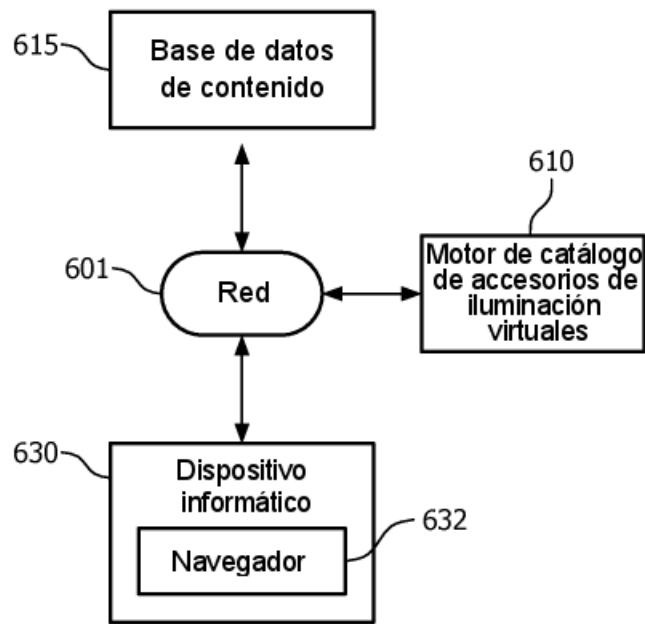 615
Base de datos
de contenido
610
Motor de catálogo
de accesorios de
iluminación
virtuales
601
Red
630
Dispositivo
informático
632
Navegador